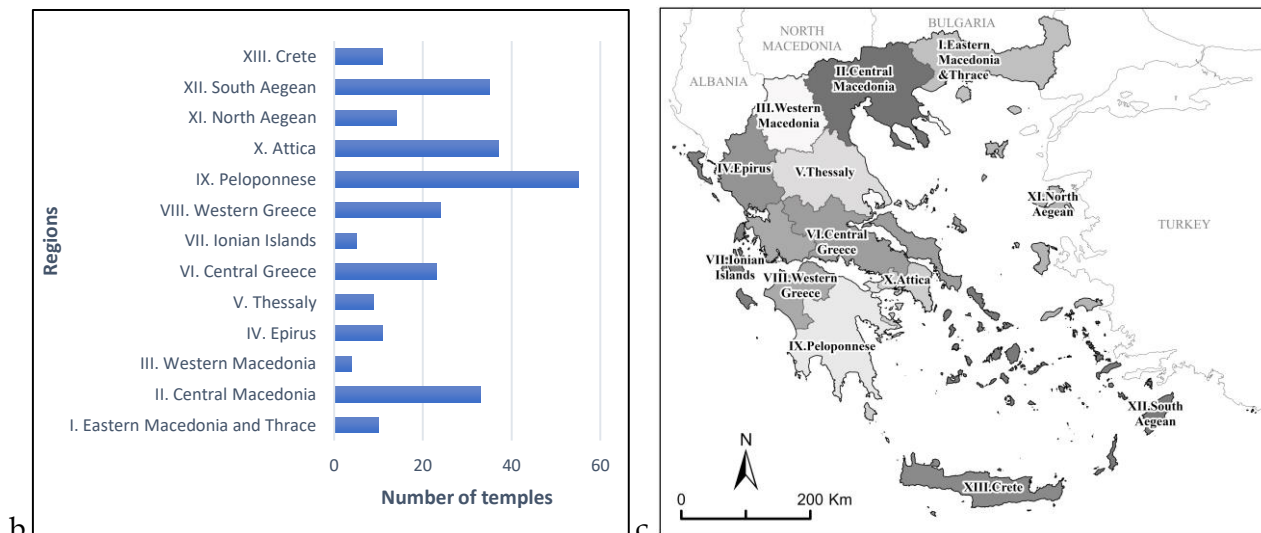 XIII. Crete
XII. South Aegean
XI. North Aegean
X. Attica
IX. Peloponnese
VIII. Western Greece
VII. Ionian Islands
VI. Central Greece
V. Thessaly
IV. Epirus
III. Western Macedonia
II. Central Macedonia
I. Eastern Macedonia and Thrace
Regions
0 20 40 60
Number of temples
b
NORTH
MACEDONIA
BULGARIA
ALBANIA
TURKEY
I.Eastern
Macedonia
&Thrace
II.Central
Macedonia
III.Western
Macedonia
IV.Epirus
V.Thessaly
XI.North
Aegean
VI.Central
Greece
VII.Ionian
Islands
VIII.Western
Greece
X.Attica
IX.Peloponnese
XII.South
Aegean
XIII.Crete
N
0 200 Km
c